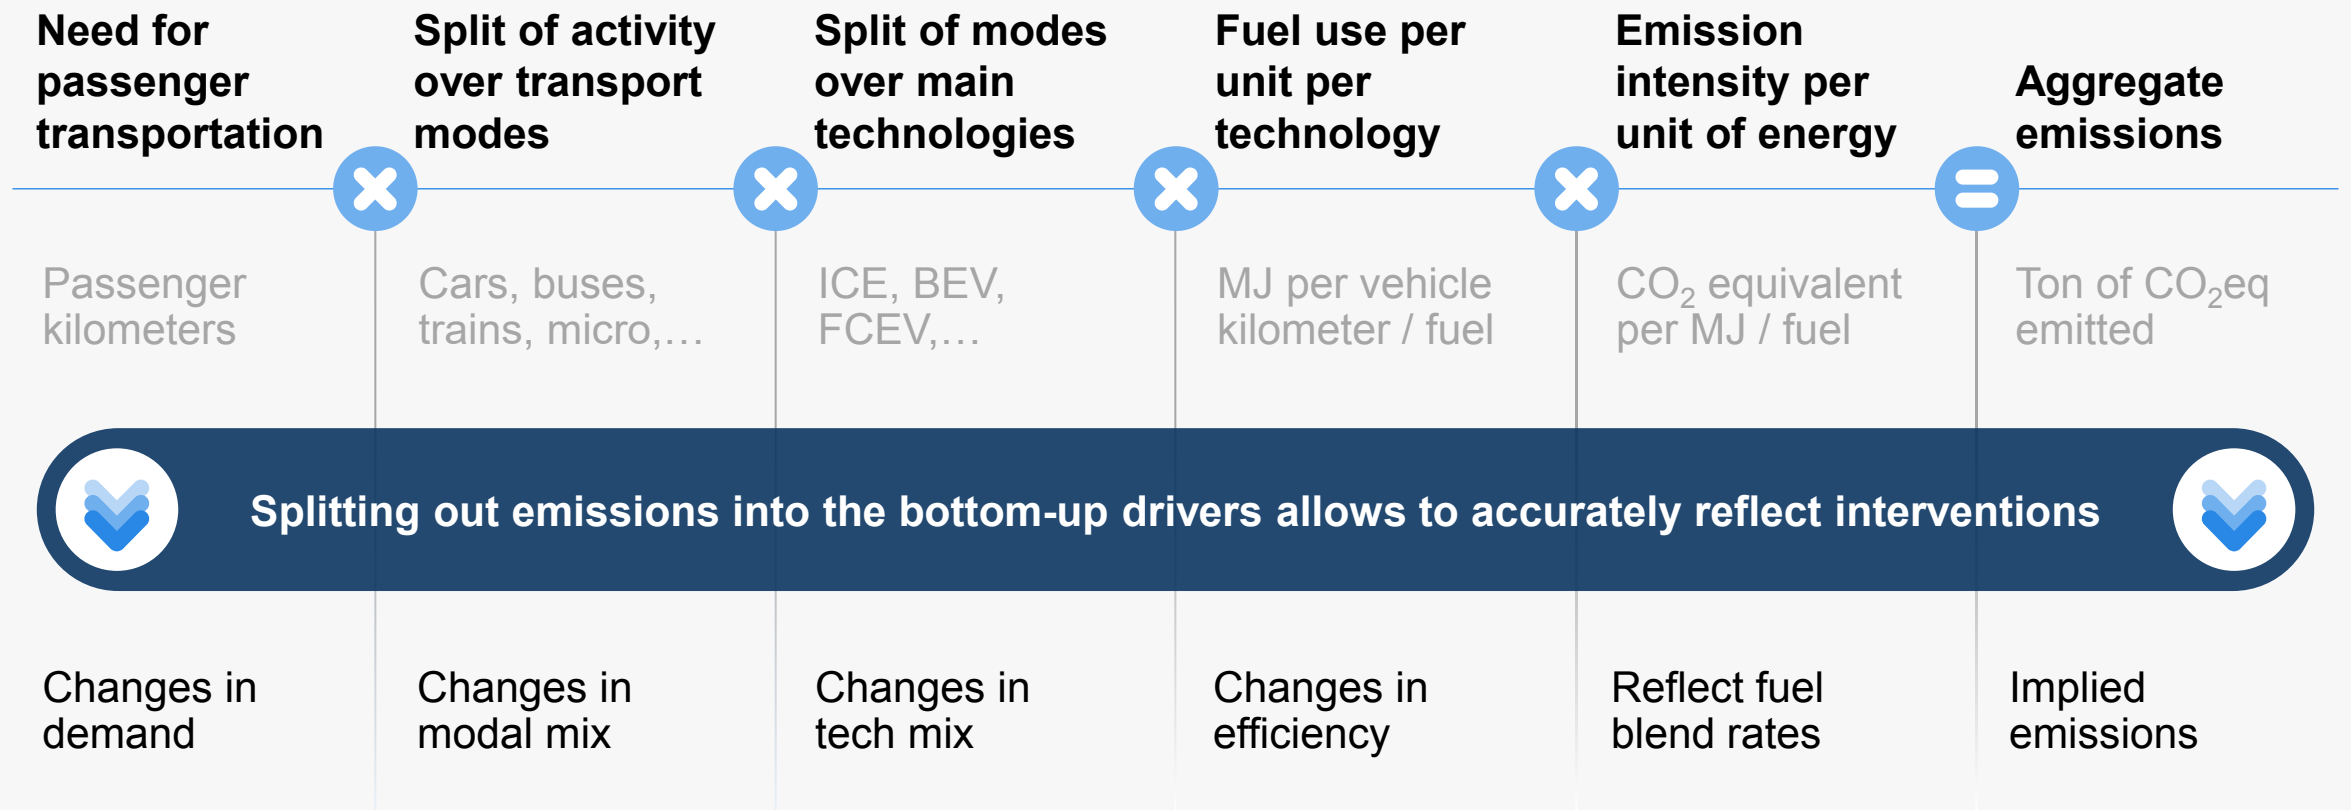 Need for
passenger
transportation
Split of activity
over transport
modes
Split of modes
over main
technologies
Fuel use per
unit per
technology
Emission
intensity per
unit of energy
Aggregate
emissions
Passenger
kilometers
Cars, buses,
trains, micro,…
ICE, BEV,
FCEV,…
MJ per vehicle
kilometer / fuel
CO₂ equivalent
per MJ / fuel
Ton of CO₂eq
emitted
Splitting out emissions into the bottom-up drivers allows to accurately reflect interventions
Changes in
demand
Changes in
modal mix
Changes in
tech mix
Changes in
efficiency
Reflect fuel
blend rates
Implied
emissions